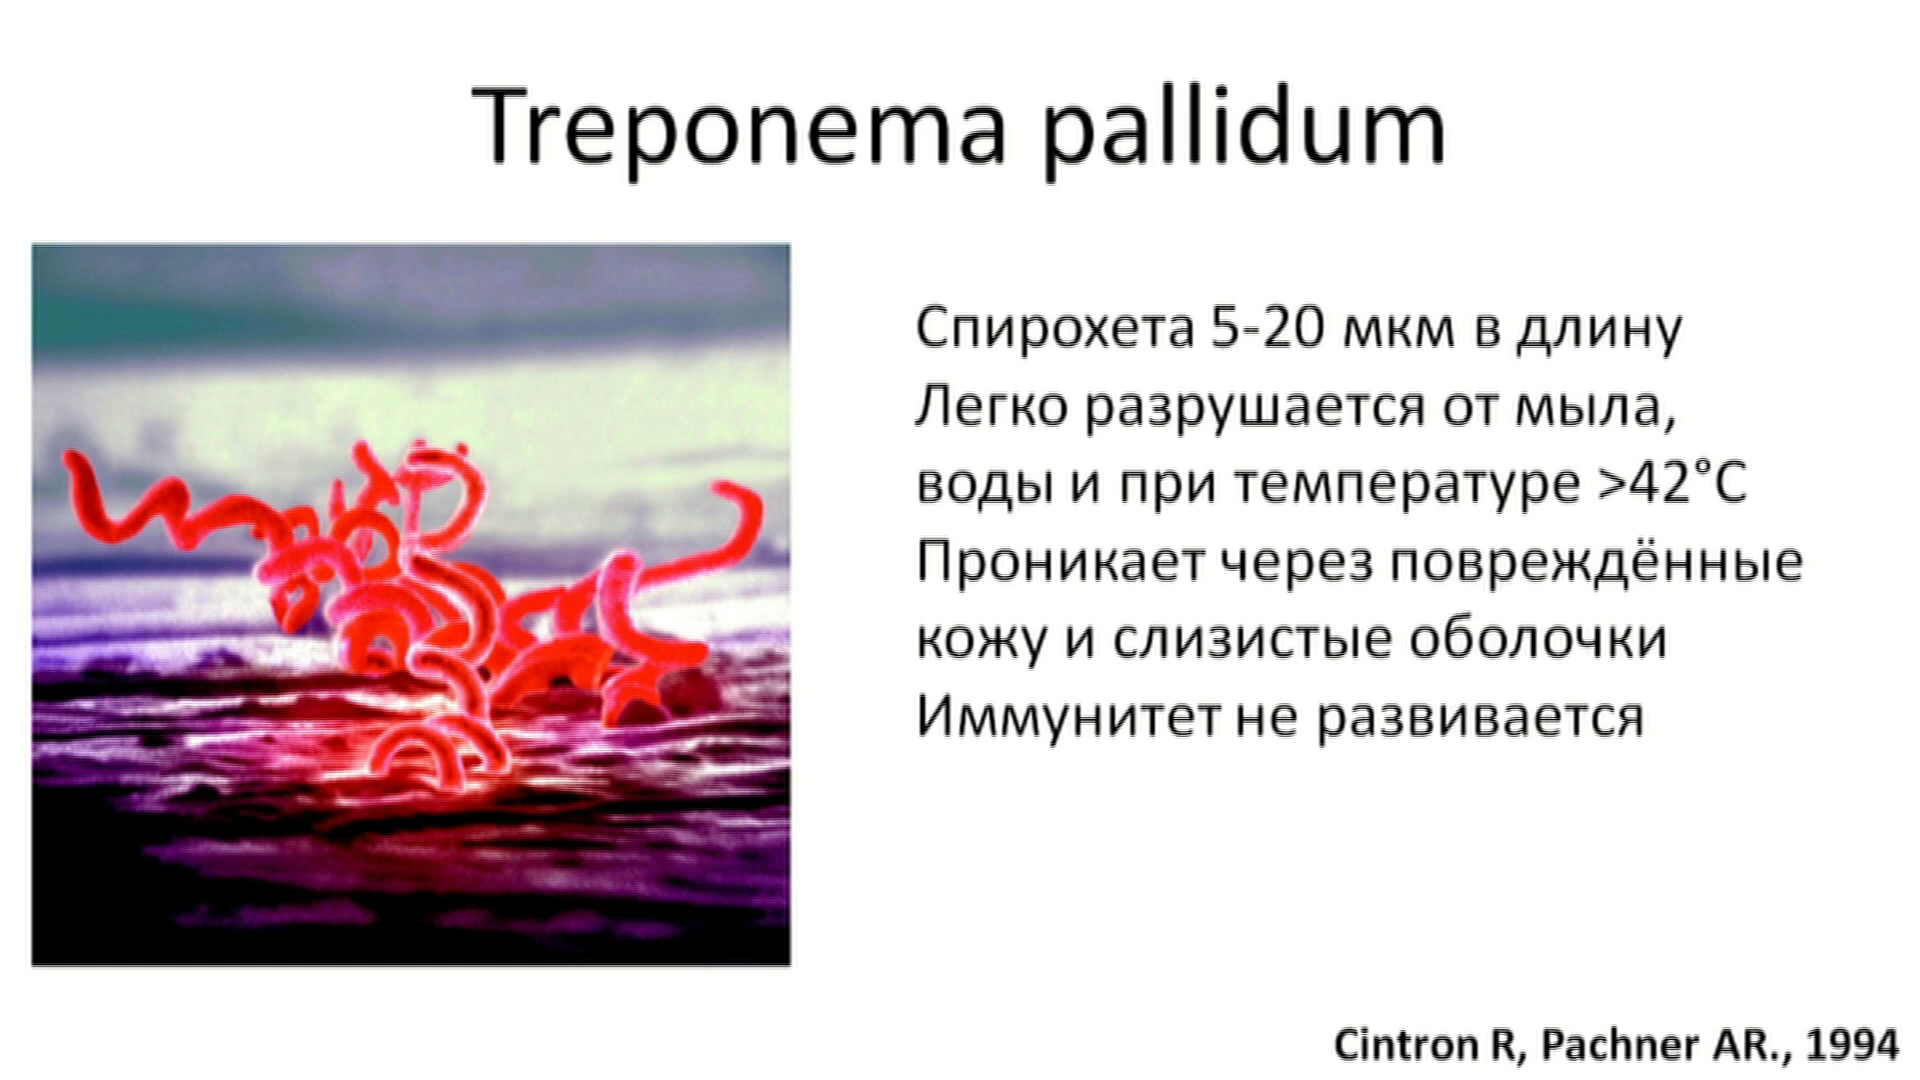 Treponema pallidum
Спирохета 5-20 мкм в длину
Легко разрушается от мыла,
воды и при температуре >42°C
Проникает через повреждённые
кожу и слизистые оболочки
Иммунитет не развивается
Cintron R, Pachner AR., 1994